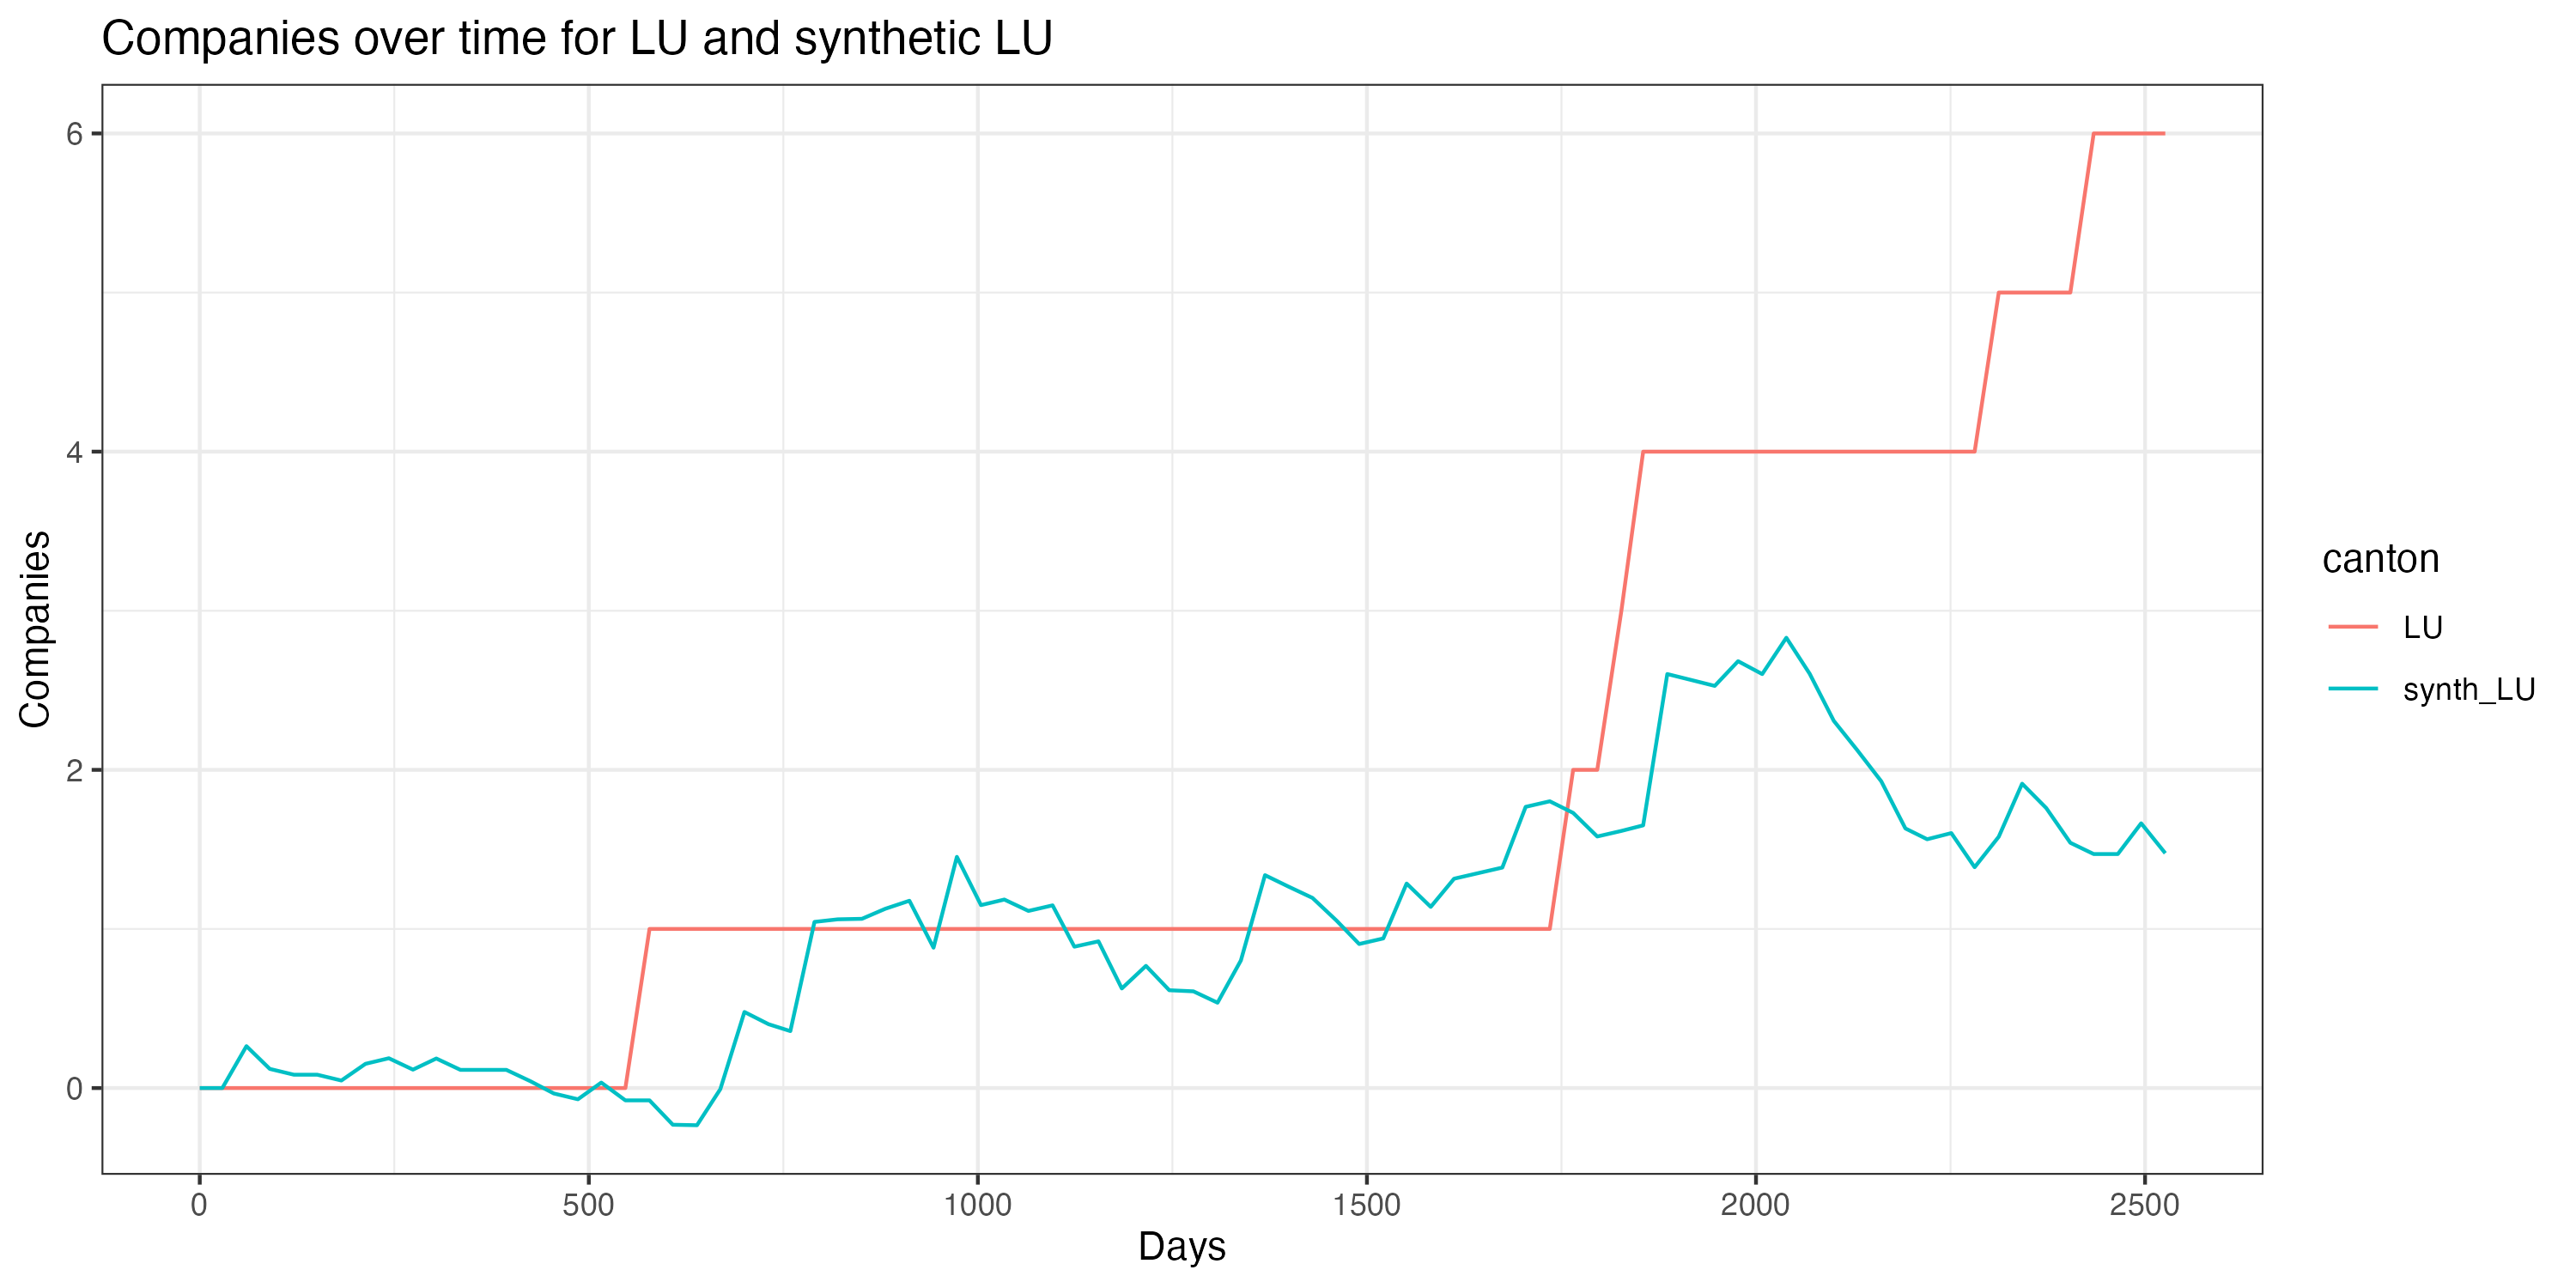 Companies over time for LU and synthetic LU
Companies
6
4
2
0
0
500
1000
1500
2000
2500
Days
canton
LU
synth_LU